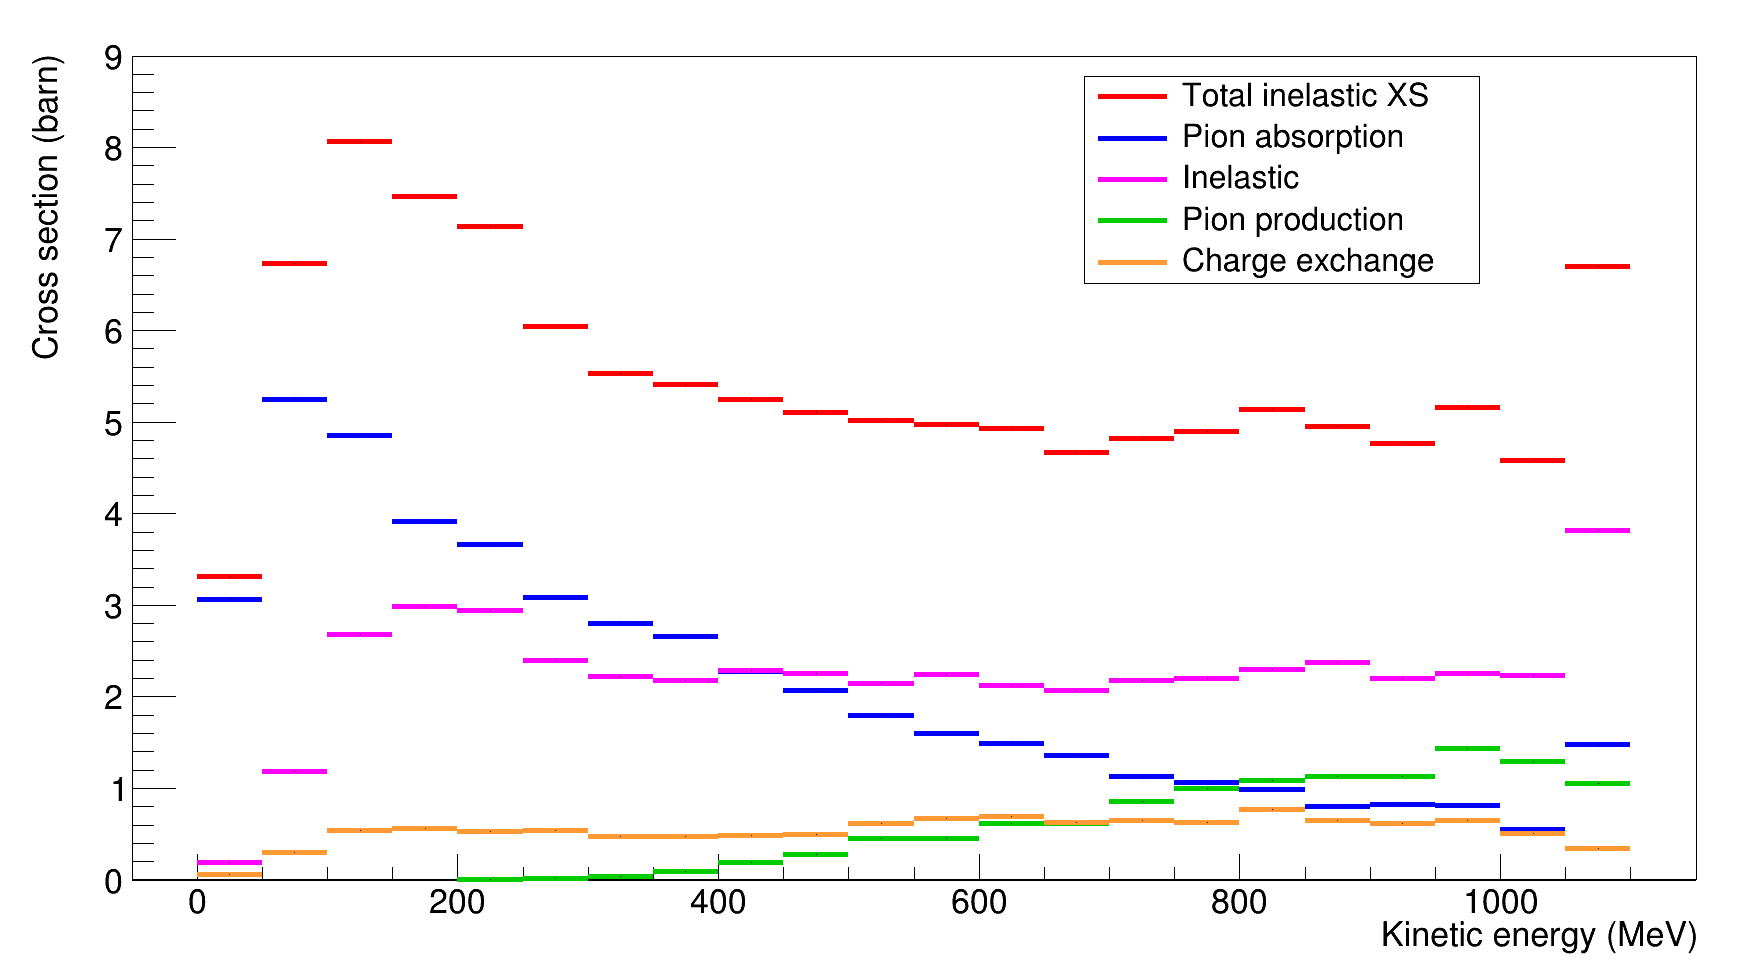 Cross section (barn)
9
8
7
6
5
4
3
2
1
0
Total inelastic XS
Pion absorption
Inelastic
Pion production
Charge exchange
0 200 400 600 800 1000
Kinetic energy (MeV)